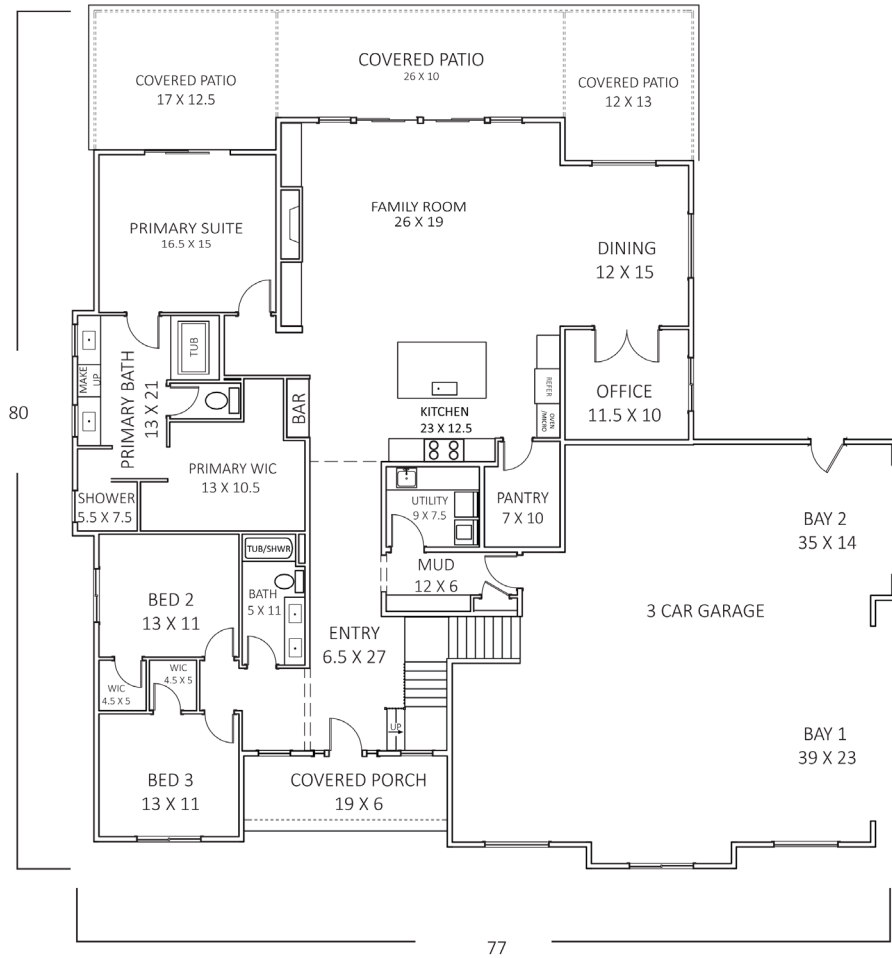 COVERED PATIO
17 X 12.5
COVERED PATIO
26 X 10
COVERED PATIO
12 X 13
PRIMARY SUITE
16.5 X 15
FAMILY ROOM
26 X 19
DINING
12 X 15
TUB
MAKE
UP
PRIMARY BATH
13 X 21
BAR
KITCHEN
23 X 12.5
REFER
OVEN
/MICRO
OFFICE
11.5 X 10
80
PRIMARY WIC
13 X 10.5
SHOWER
5.5 X 7.5
UTILITY
9 X 7.5
PANTRY
7 X 10
BAY 2
35 X 14
TUB/SHWR
MUD
12 X 6
BED 2
13 X 11
BATH
5 X 11
3 CAR GARAGE
ENTRY
6.5 X 27
WIC
4.5 X 5
WIC
4.5 X 5
UP
BAY 1
39 X 23
BED 3
13 X 11
COVERED PORCH
19 X 6
77